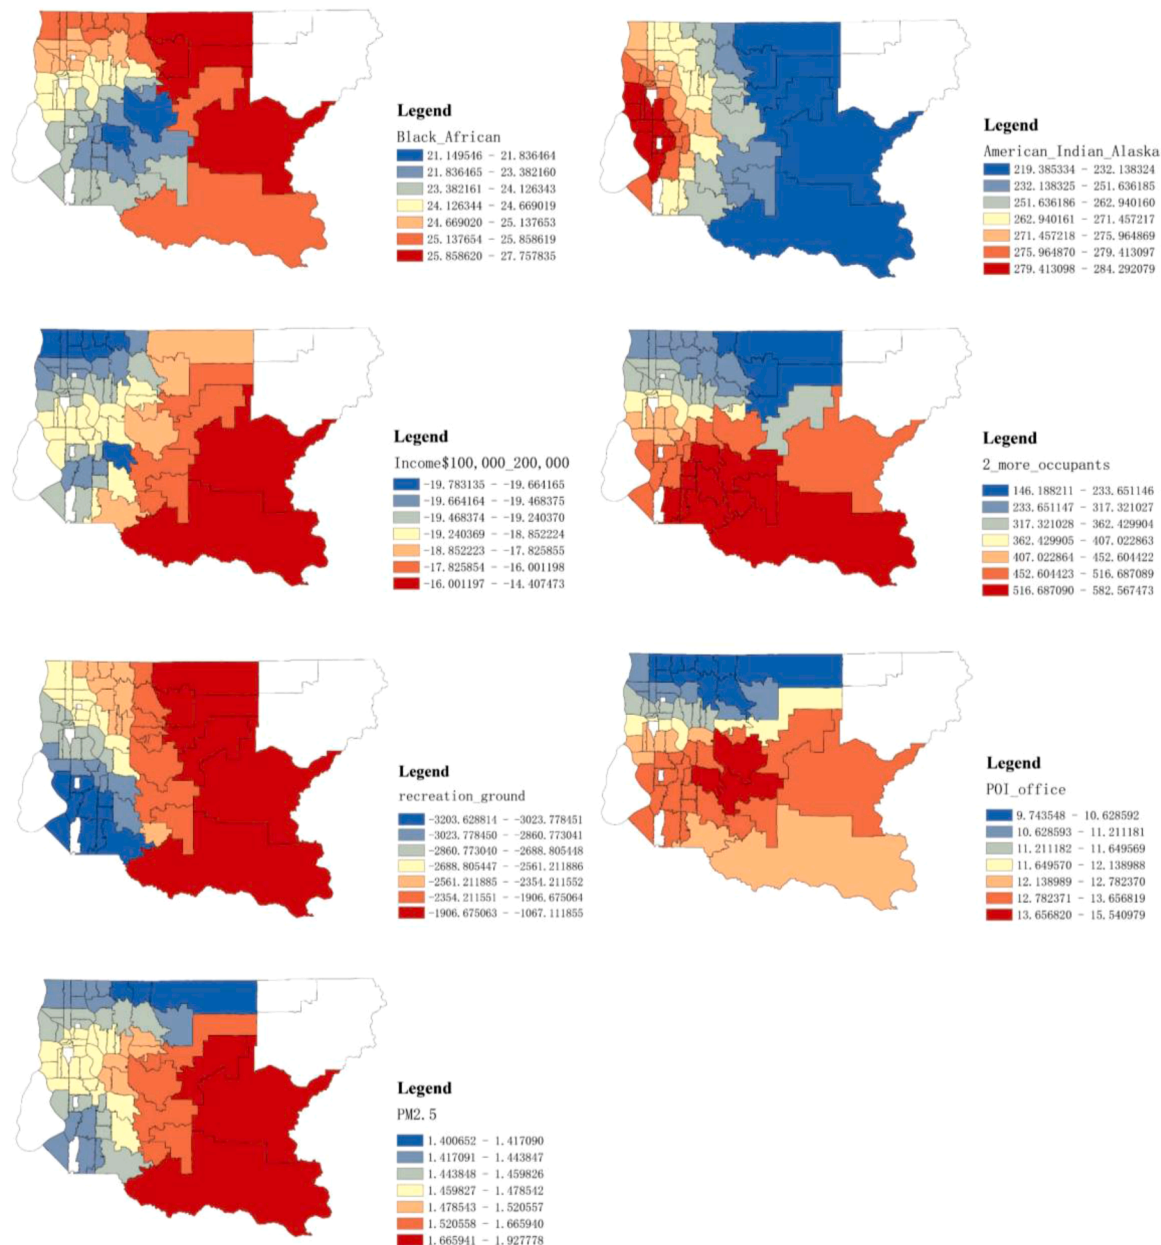 Legend
Black_African
21.149546 - 21.836464
21.836465 - 23.382160
23.382161 - 24.126343
24.126344 - 24.669019
24.669020 - 25.137653
25.137654 - 25.858619
25.858620 - 27.757835
Legend
American_Indian_Alaska
219.385334 - 232.138324
232.138325 - 251.636185
251.636186 - 262.940160
262.940161 - 271.457217
271.457218 - 275.964869
275.964870 - 279.413097
279.413098 - 284.292079
Legend
Income$100,000_200,000
-19.783135 - -19.664165
-19.664164 - -19.468375
-19.468374 - -19.240370
-19.240369 - -18.852224
-18.852223 - -17.825855
-17.825854 - -16.001198
-16.001197 - -14.407473
Legend
2_more_occupants
146.188211 - 233.651146
233.651147 - 317.321027
317.321028 - 362.429904
362.429905 - 407.022863
407.022864 - 452.604422
452.604423 - 516.687089
516.687090 - 582.567473
Legend
recreation_ground
-3203.628814 - -3023.778451
-3023.778450 - -2860.773041
-2860.773040 - -2688.805448
-2688.805447 - -2561.211886
-2561.211885 - -2354.211552
-2354.211551 - -1906.675064
-1906.675063 - -1067.111855
Legend
POI_office
9.743548 - 10.628592
10.628593 - 11.211181
11.211182 - 11.649569
11.649570 - 12.138988
12.138989 - 12.782370
12.782371 - 13.656819
13.656820 - 15.540979
Legend
PM2.5
1.400652 - 1.417090
1.417091 - 1.443847
1.443848 - 1.459826
1.459827 - 1.478542
1.478543 - 1.520557
1.520558 - 1.665940
1.665941 - 1.927778